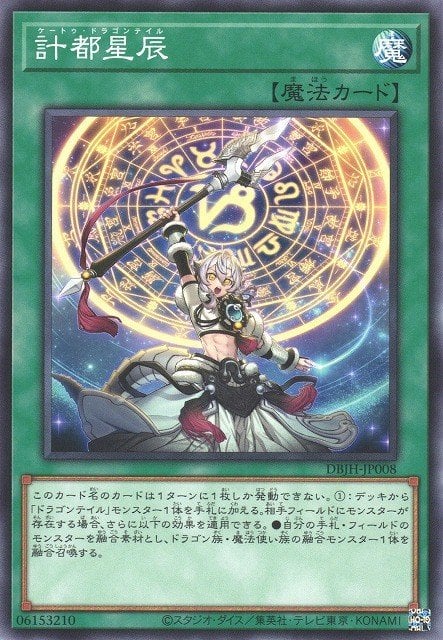 ケートゥ・ドラゴンテイル
計都星辰
魔
【魔法カード】
DBJH-JP008
このカード名のカードは1ターンに1枚しか発動できない。①：デッキから
「ドラゴンテイル」モンスター1体を手札に加える。相手フィールドにモンスターが
存在する場合、さらに以下の効果を適用できる。●自分の手札・フィールドの
モンスターを融合素材とし、ドラゴン族・魔法使い族の融合モンスター1体を
融合召喚する。
06153210
©スタジオ・ダイス／集英社・テレビ東京・KONAMI